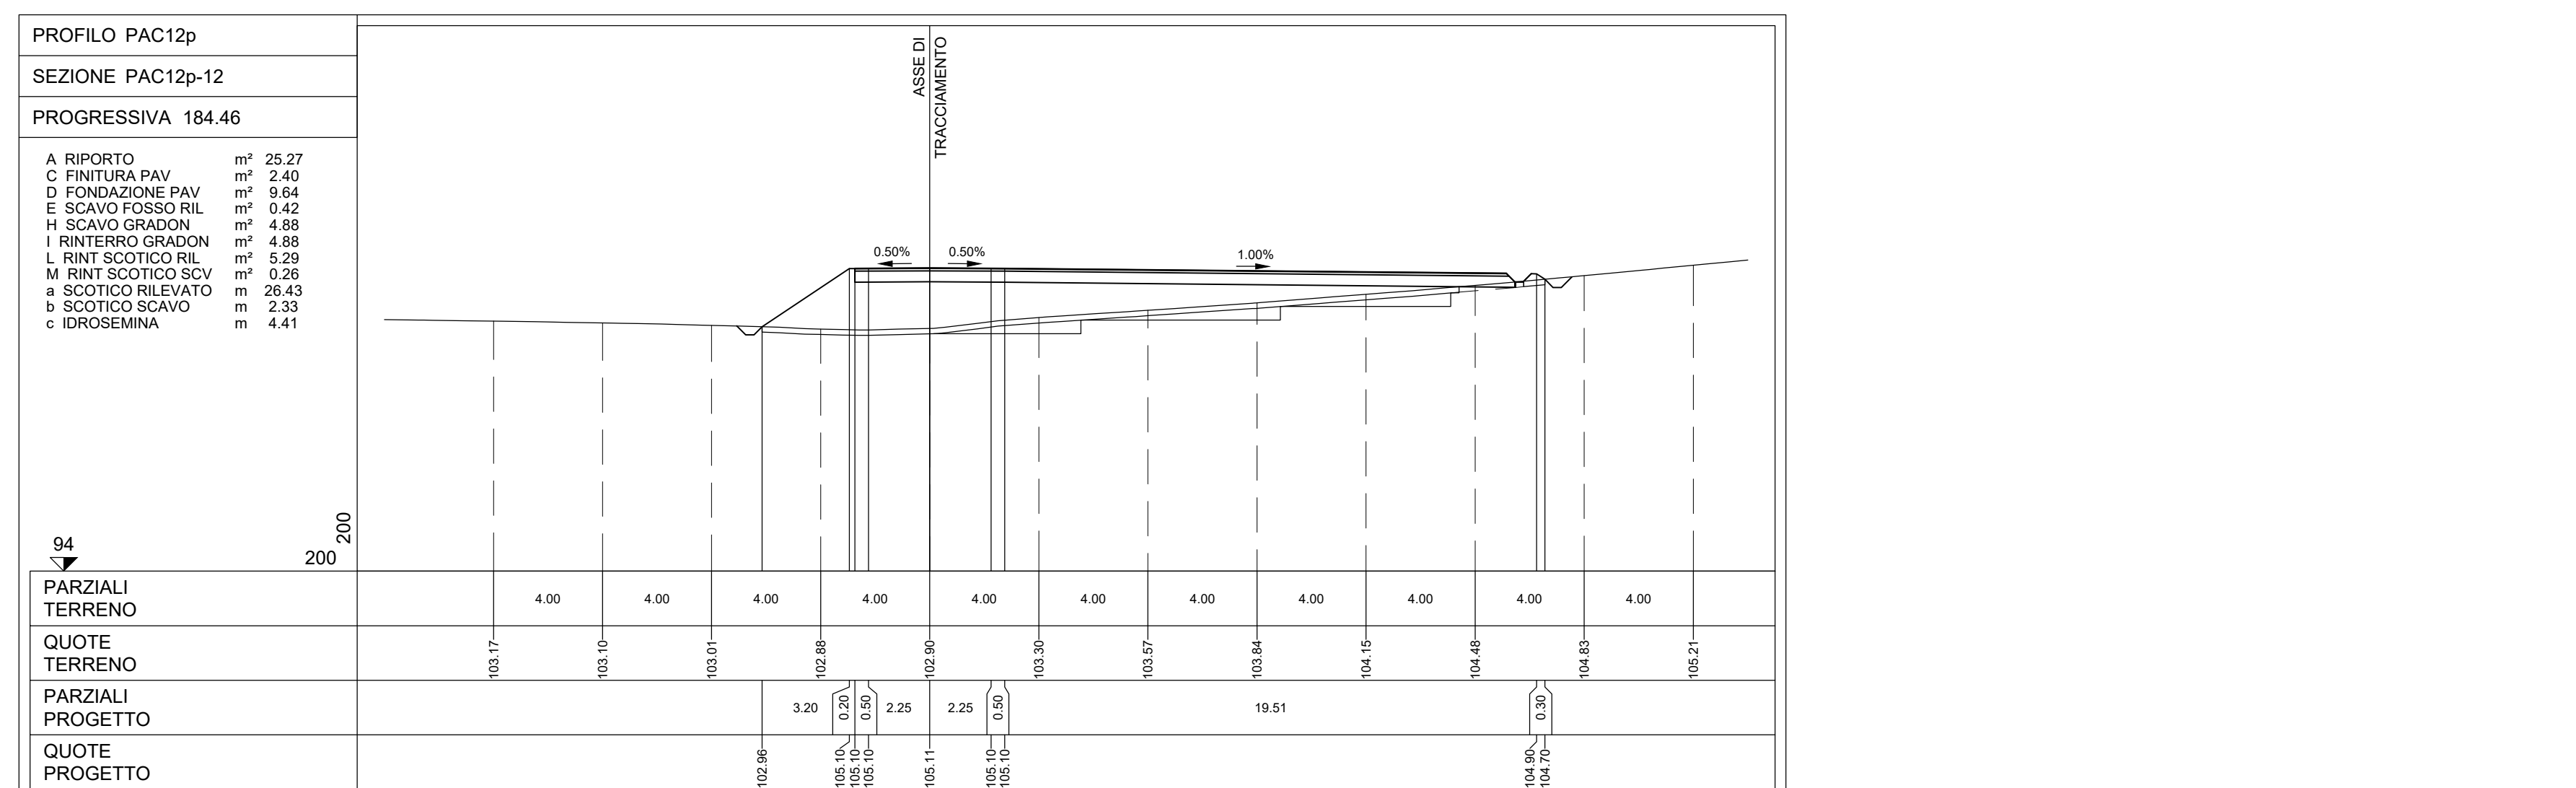 PROFILO PAC12p
SEZIONE PAC12p-12
PROGRESSIVA 184.46
A RIPORTO m² 25.27
C FINITURA PAV m² 2.40
D FONDAZIONE PAV m² 9.64
E SCAVO FOSSO RIL m² 0.42
H SCAVO GRADON m² 4.88
I RINTERRO GRADON m² 4.88
L RINT SCOTICO RIL m² 5.29
M RINT SCOTICO SCV m² 0.26
a SCOTICO RILEVATO m 26.43
b SCOTICO SCAVO m 2.33
c IDROSEMINA m 4.41
ASSE DI
TRACCIAMENTO
0.50% 0.50% 1.00%
200
94
200
PARZIALI
TERRENO
4.00 4.00 4.00 4.00 4.00 4.00 4.00 4.00 4.00 4.00 4.00
QUOTE
TERRENO
103.17 103.10 103.01 102.88 102.90 103.30 103.57 103.84 104.15 104.48 104.83 105.21
PARZIALI
PROGETTO
3.20 0.20 0.50 2.25 2.25 0.50 19.51 0.30
QUOTE
PROGETTO
102.96 105.10 105.10 105.10 105.11 105.10 105.10 104.90 104.70